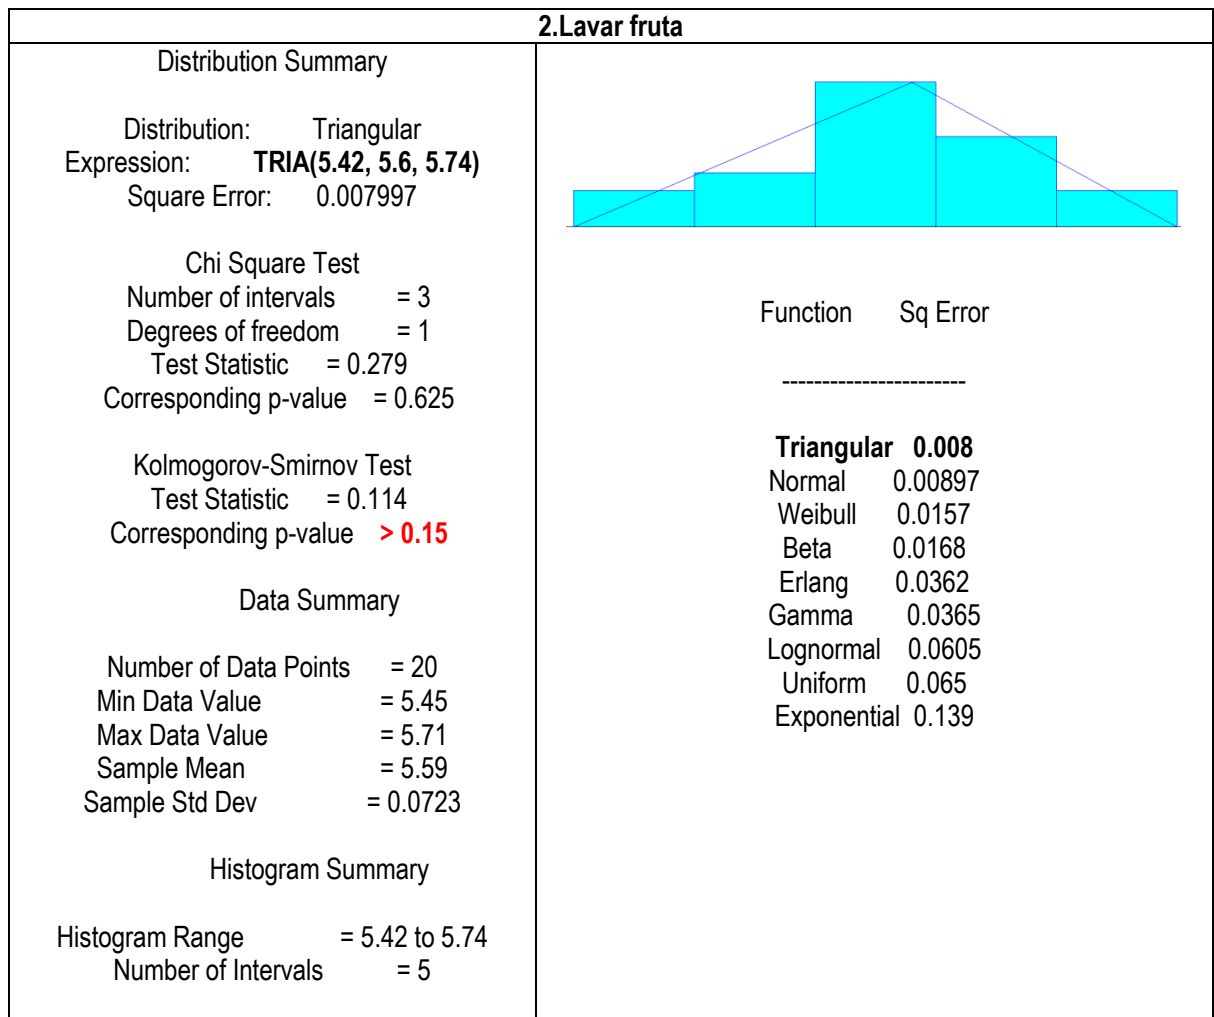 2.Lavar fruta
Distribution Summary
Distribution: Triangular
Expression: TRIA(5.42, 5.6, 5.74)
Square Error: 0.007997
Chi Square Test
Number of intervals = 3
Degrees of freedom = 1
Test Statistic = 0.279
Corresponding p-value = 0.625
Kolmogorov-Smirnov Test
Test Statistic = 0.114
Corresponding p-value > 0.15
Data Summary
Number of Data Points = 20
Min Data Value = 5.45
Max Data Value = 5.71
Sample Mean = 5.59
Sample Std Dev = 0.0723
Histogram Summary
Histogram Range = 5.42 to 5.74
Number of Intervals = 5
Function Sq Error
-----------------------
Triangular 0.008
Normal 0.00897
Weibull 0.0157
Beta 0.0168
Erlang 0.0362
Gamma 0.0365
Lognormal 0.0605
Uniform 0.065
Exponential 0.139